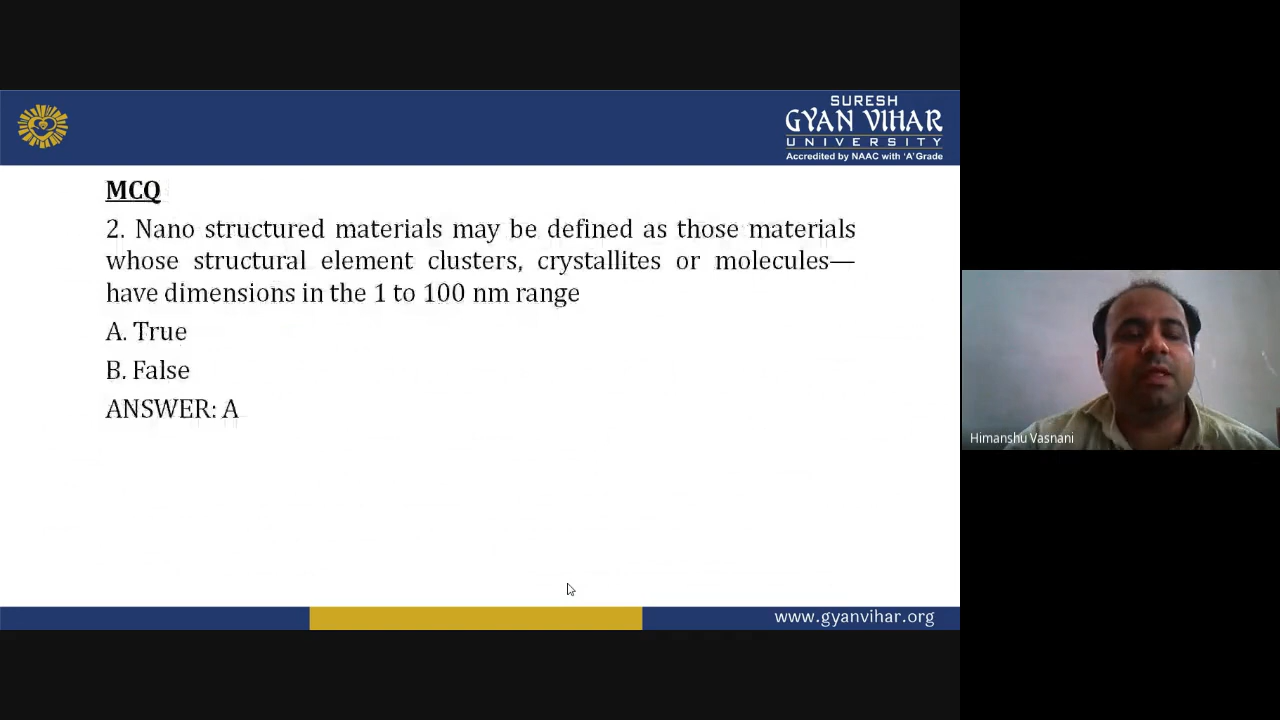 SURESH
GYAN VIHAR
UNIVERSITY
Accredited by NAAC with 'A' Grade
MCQ
2. Nano structured materials may be defined as those materials
whose structural element clusters, crystallites or molecules—
have dimensions in the 1 to 100 nm range
A. True
B. False
ANSWER: A
Himanshu Vasnani
www.gyanvihar.org